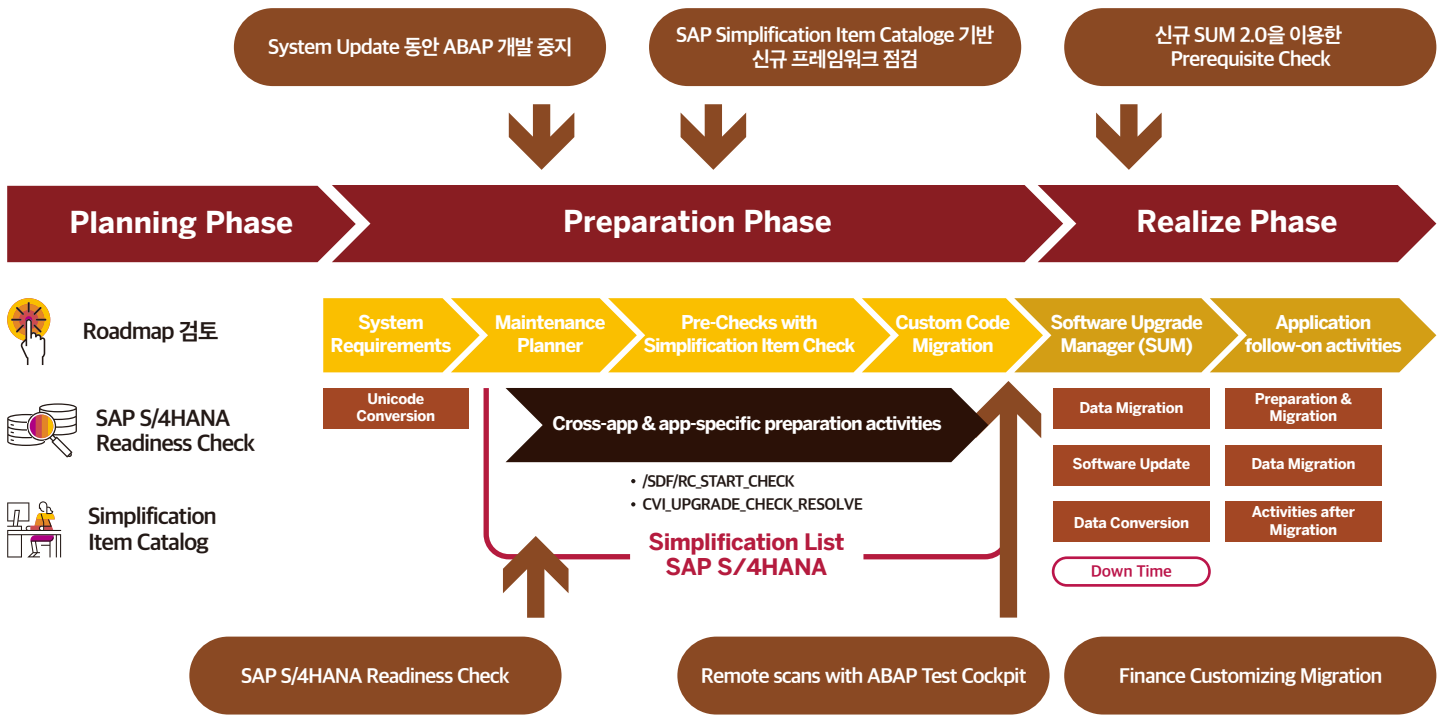 System Update 동안 ABAP 개발 중지
SAP Simplification Item Cataloge 기반
신규 프레임워크 점검
신규 SUM 2.0을 이용한
Prerequisite Check
Planning Phase
Preparation Phase
Realize Phase
Roadmap 검토
SAP S/4HANA
Readiness Check
Simplification
Item Catalog
System
Requirements
Maintenance
Planner
Pre-Checks with
Simplification Item Check
Custom Code
Migration
Software Upgrade
Manager (SUM)
Application
follow-on activities
Unicode
Conversion
Cross-app & app-specific preparation activities
• /SDF/RC_START_CHECK
• CVI_UPGRADE_CHECK_RESOLVE
Simplification List
SAP S/4HANA
Data Migration
Software Update
Data Conversion
Down Time
Preparation &
Migration
Data Migration
Activities after
Migration
SAP S/4HANA Readiness Check
Remote scans with ABAP Test Cockpit
Finance Customizing Migration